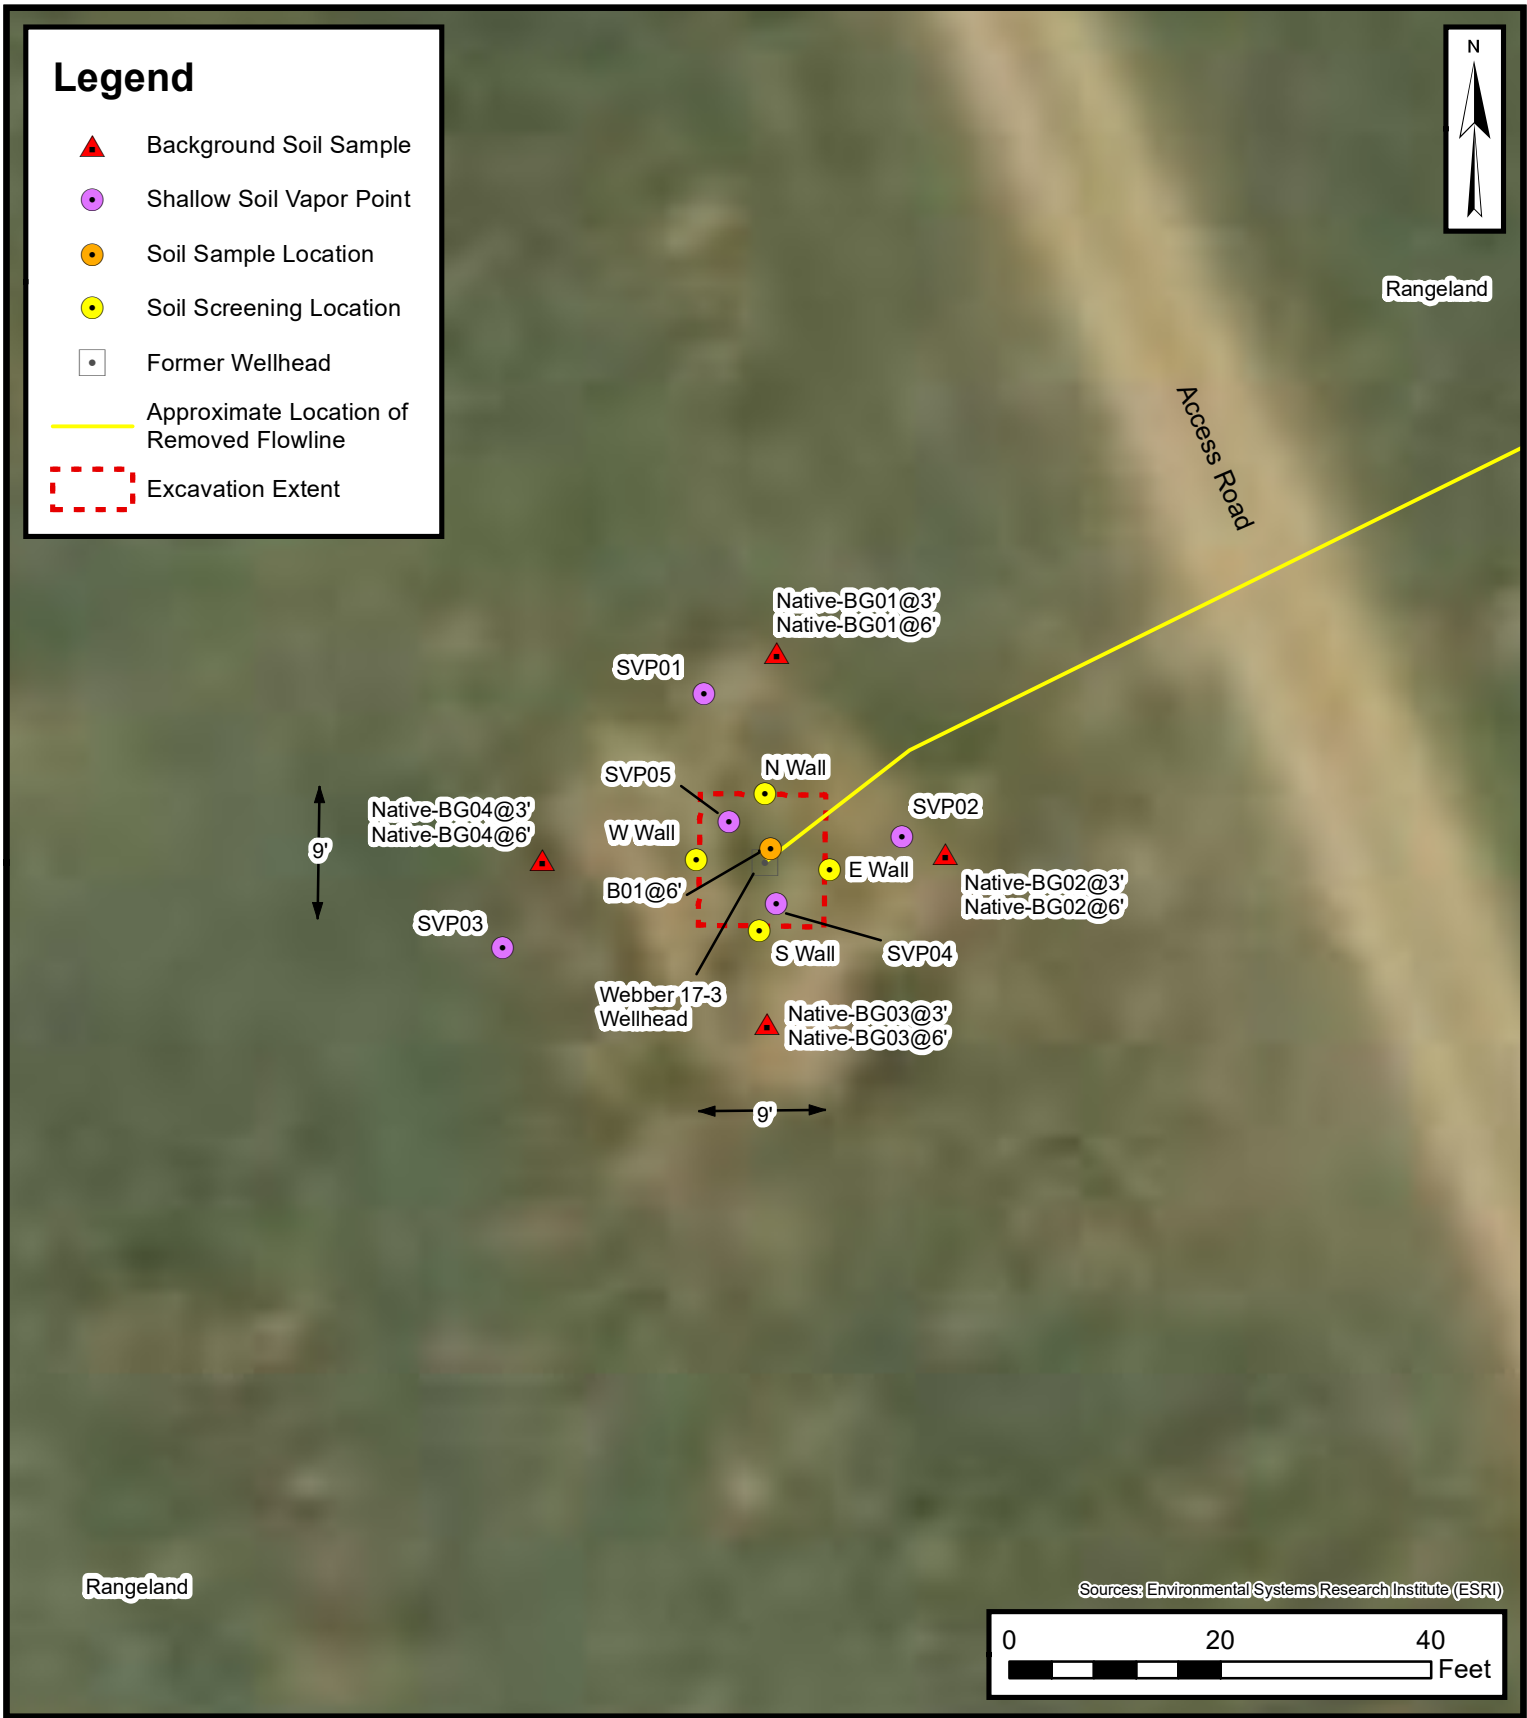 Legend
Background Soil Sample
Shallow Soil Vapor Point
Soil Sample Location
Soil Screening Location
Former Wellhead
Approximate Location of
Removed Flowline
Excavation Extent
N
Rangeland
Access Road
Native-BG01@3'
Native-BG01@6'
SVP01
N Wall
SVP05
SVP02
Native-BG04@3'
Native-BG04@6'
W Wall
9'
E Wall
B01@6'
Native-BG02@3'
Native-BG02@6'
SVP03
S Wall
SVP04
Webber 17-3
Wellhead
Native-BG03@3'
Native-BG03@6'
9'
Rangeland
Sources: Environmental Systems Research Institute (ESRI)
0 20 40
Feet